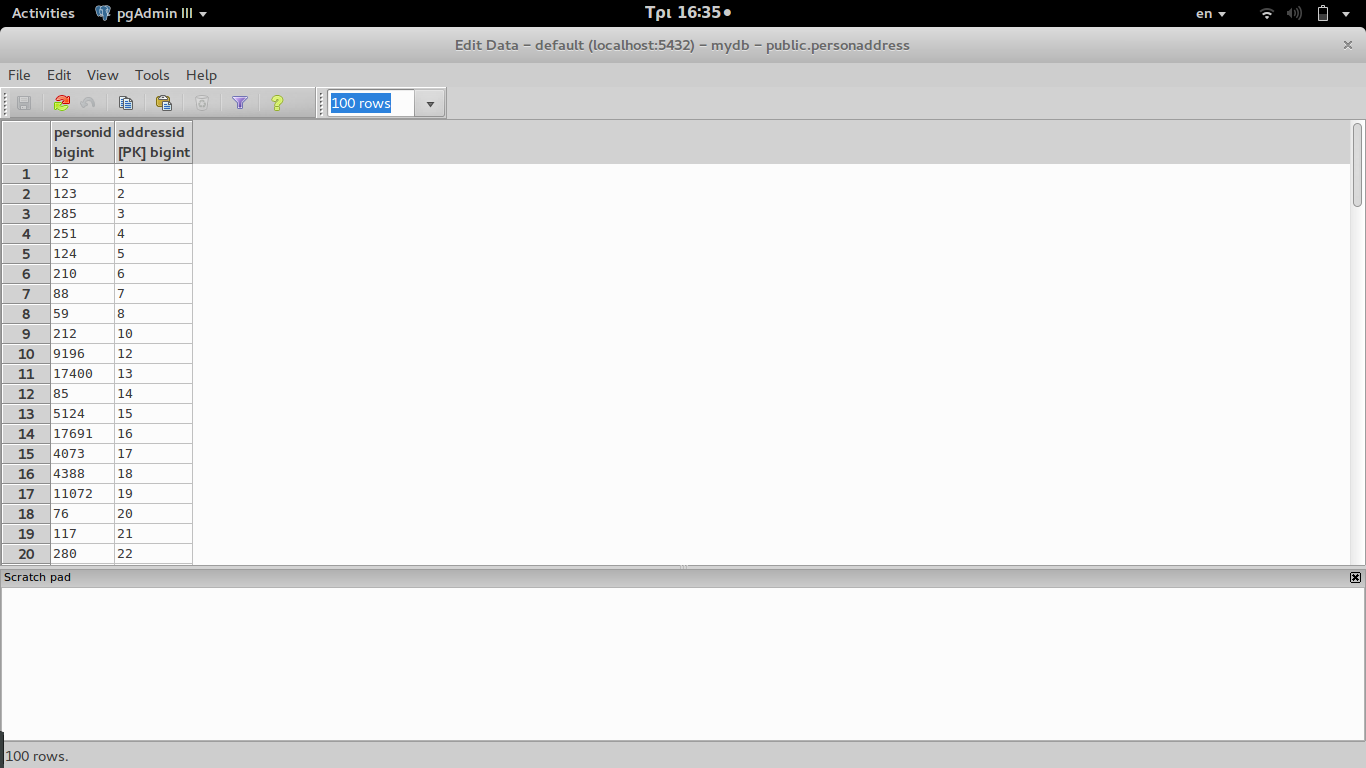 Activities pgAdmin III Τρι 16:35 en
Edit Data – default (localhost:5432) – mydb – public.personaddress
File Edit View Tools Help
100 rows
personid addressid
bigint [PK] bigint
1 12 1
2 123 2
3 285 3
4 251 4
5 124 5
6 210 6
7 88 7
8 59 8
9 212 10
10 9196 12
11 17400 13
12 85 14
13 5124 15
14 17691 16
15 4073 17
16 4388 18
17 11072 19
18 76 20
19 117 21
20 280 22
Scratch pad
100 rows.